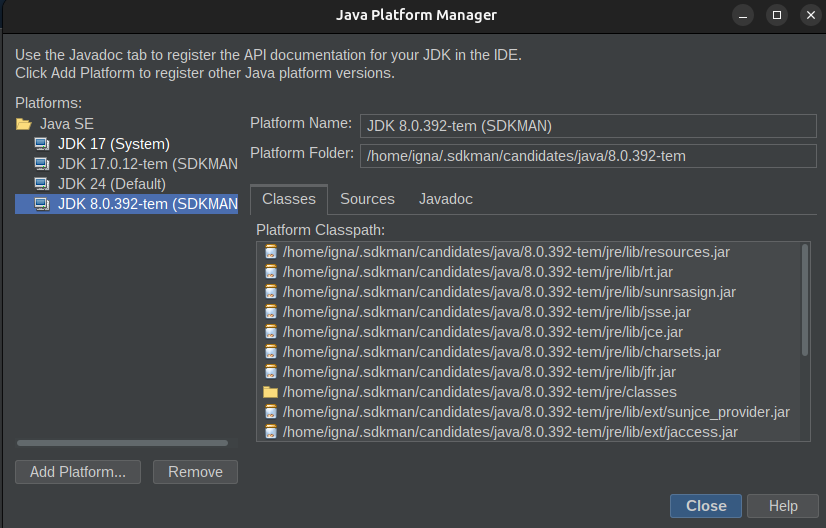 Java Platform Manager
Use the Javadoc tab to register the API documentation for your JDK in the IDE.
Click Add Platform to register other Java platform versions.
Platforms:
Java SE
JDK 17 (System)
JDK 17.0.12-tem (SDKMAN
JDK 24 (Default)
JDK 8.0.392-tem (SDKMAN
Platform Name: JDK 8.0.392-tem (SDKMAN)
Platform Folder: /home/igna/.sdkman/candidates/java/8.0.392-tem
Classes Sources Javadoc
Platform Classpath:
/home/igna/.sdkman/candidates/java/8.0.392-tem/jre/lib/resources.jar
/home/igna/.sdkman/candidates/java/8.0.392-tem/jre/lib/rt.jar
/home/igna/.sdkman/candidates/java/8.0.392-tem/jre/lib/sunrsasign.jar
/home/igna/.sdkman/candidates/java/8.0.392-tem/jre/lib/jsse.jar
/home/igna/.sdkman/candidates/java/8.0.392-tem/jre/lib/jce.jar
/home/igna/.sdkman/candidates/java/8.0.392-tem/jre/lib/charsets.jar
/home/igna/.sdkman/candidates/java/8.0.392-tem/jre/lib/jfr.jar
/home/igna/.sdkman/candidates/java/8.0.392-tem/jre/classes
/home/igna/.sdkman/candidates/java/8.0.392-tem/jre/lib/ext/sunjce_provider.jar
/home/igna/.sdkman/candidates/java/8.0.392-tem/jre/lib/ext/jaccess.jar
Add Platform... Remove
Close Help